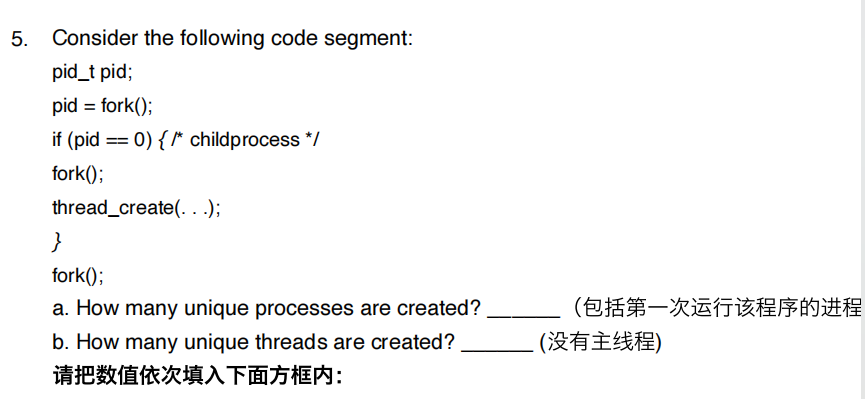 5. Consider the following code segment:
pid_t pid;
pid = fork();
if (pid == 0) { /* childprocess */
fork();
thread_create(. . .);
}
fork();
a. How many unique processes are created? _______ （包括第一次运行该程序的进程
b. How many unique threads are created? _______ (没有主线程)
请把数值依次填入下面方框内：